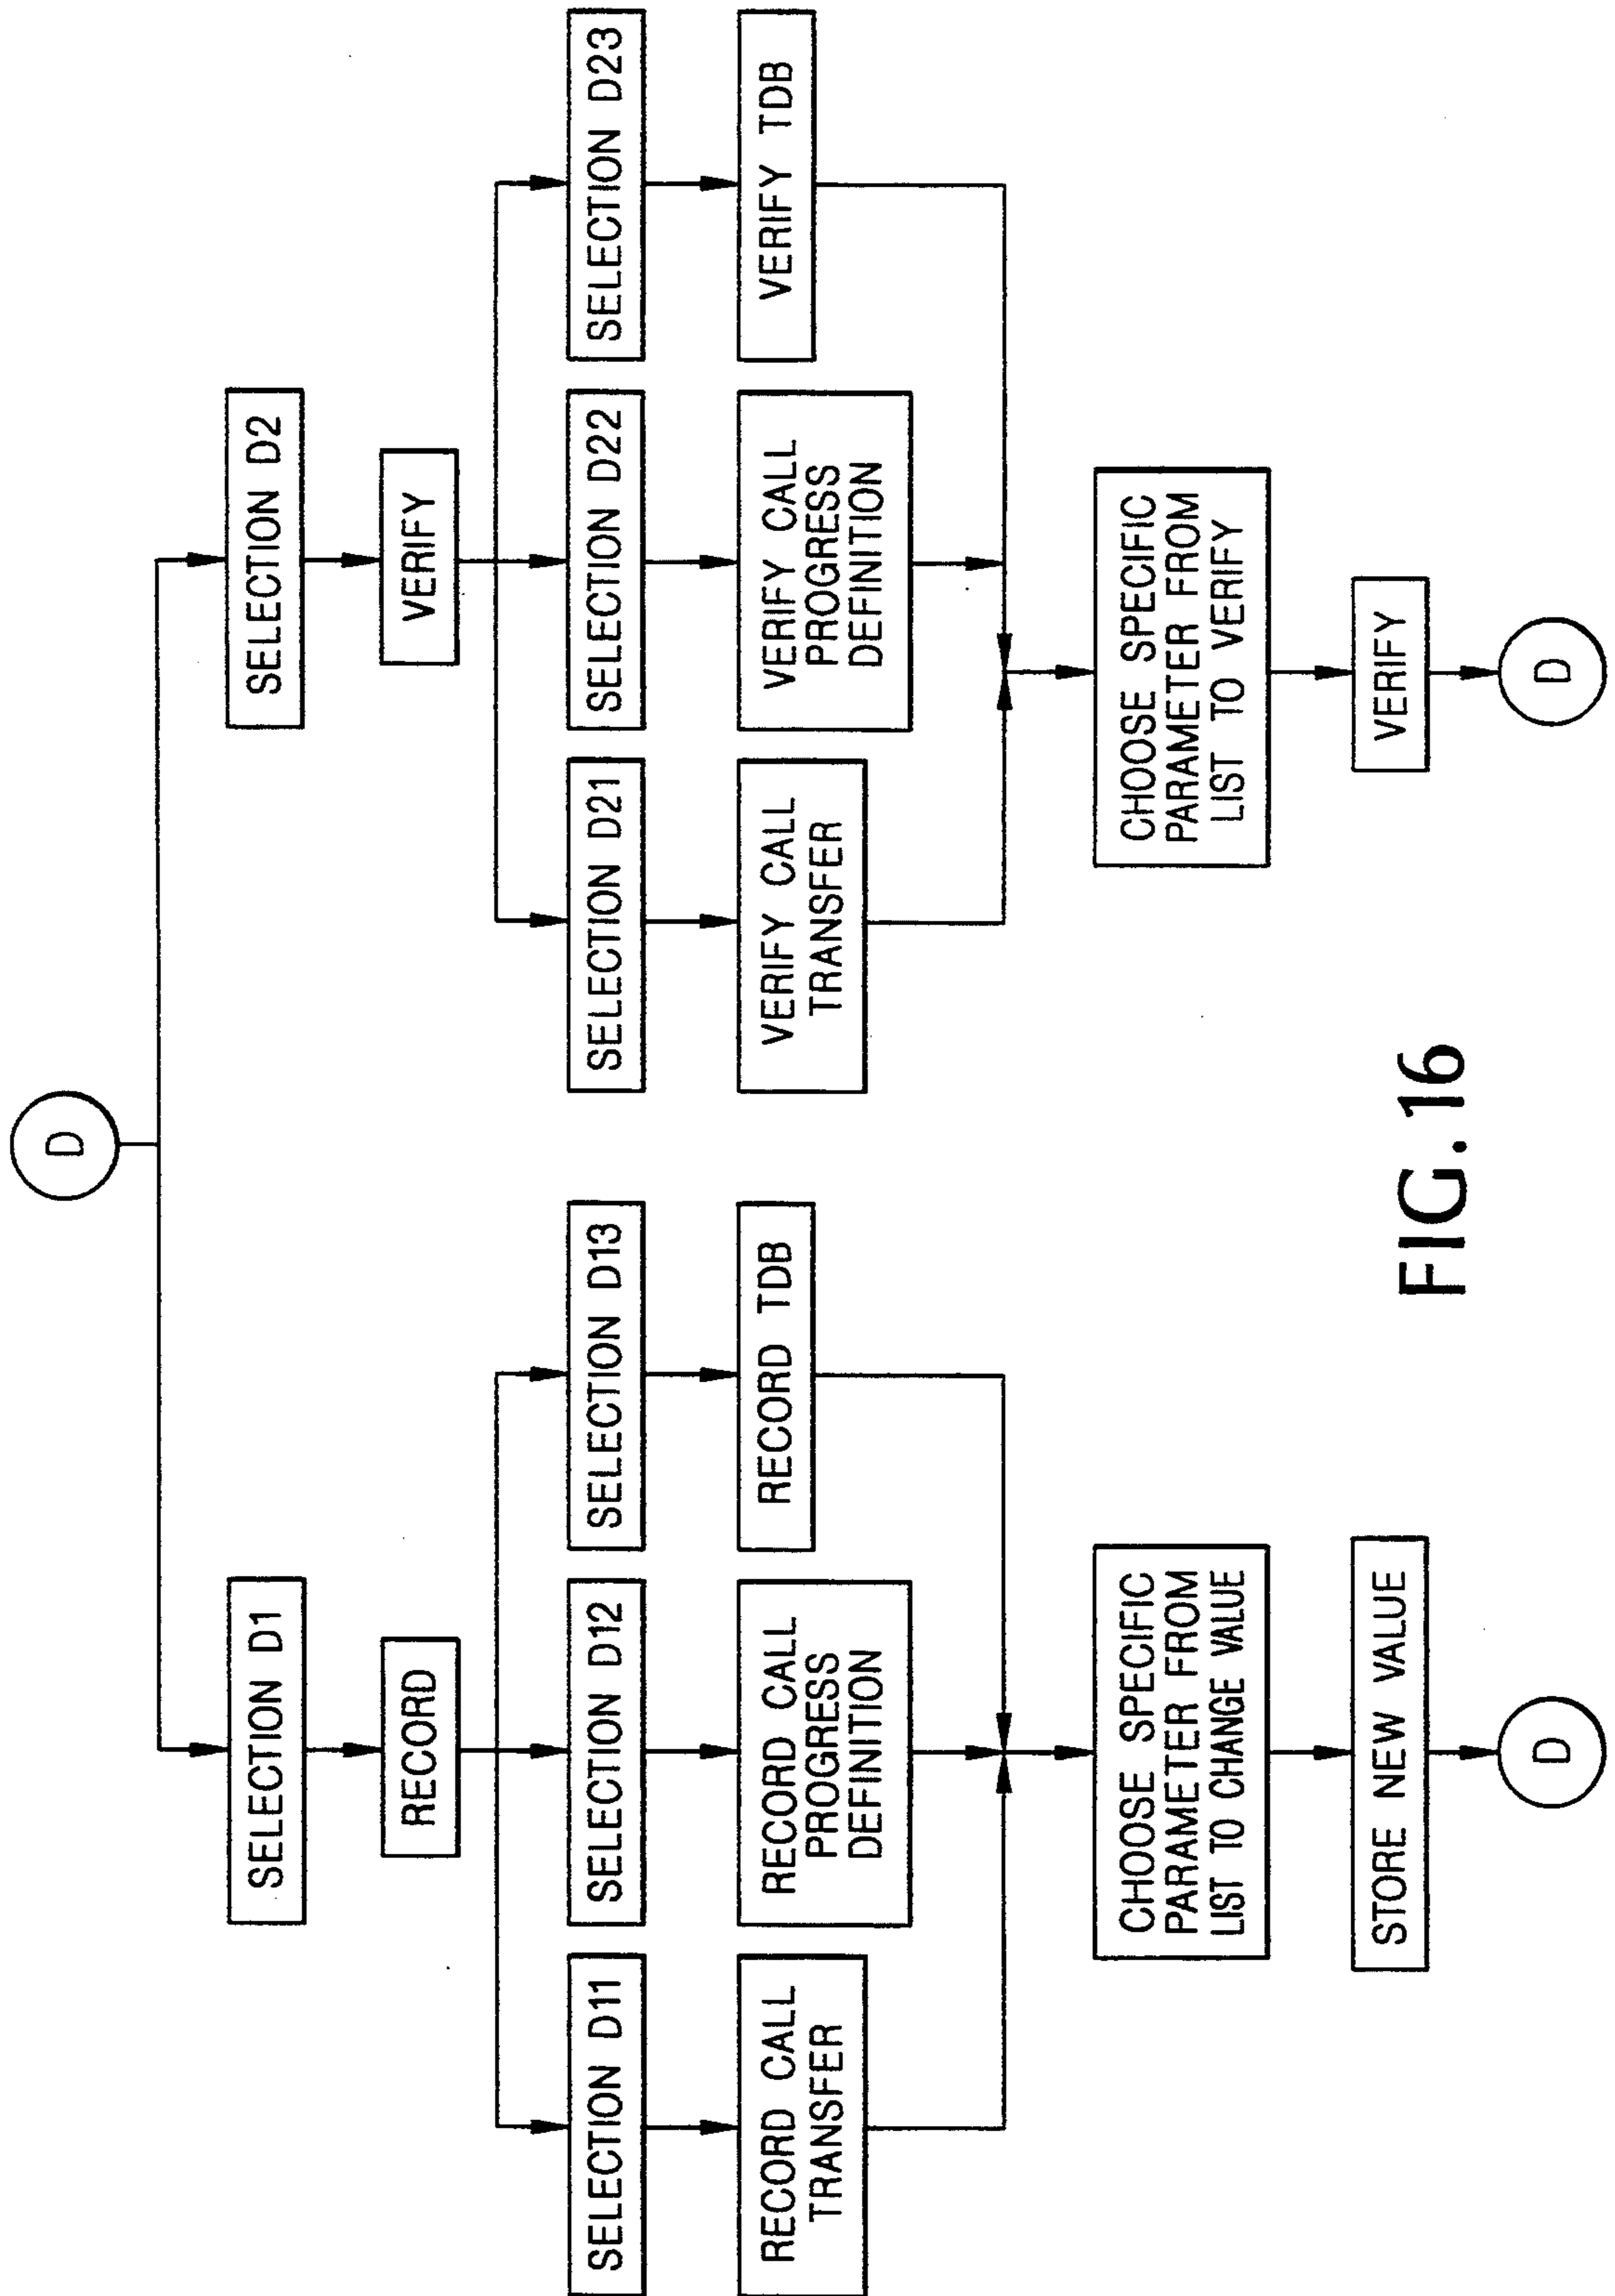 D
SELECTION D1
SELECTION D2
RECORD
VERIFY
SELECTION D11
SELECTION D12
SELECTION D13
SELECTION D21
SELECTION D22
SELECTION D23
RECORD CALL
TRANSFER
RECORD CALL
PROGRESS
DEFINITION
RECORD TDB
VERIFY CALL
TRANSFER
VERIFY CALL
PROGRESS
DEFINITION
VERIFY TDB
CHOOSE SPECIFIC
PARAMETER FROM
LIST TO CHANGE VALUE
CHOOSE SPECIFIC
PARAMETER FROM
LIST TO VERIFY
STORE NEW VALUE
VERIFY
D
D
FIG.16